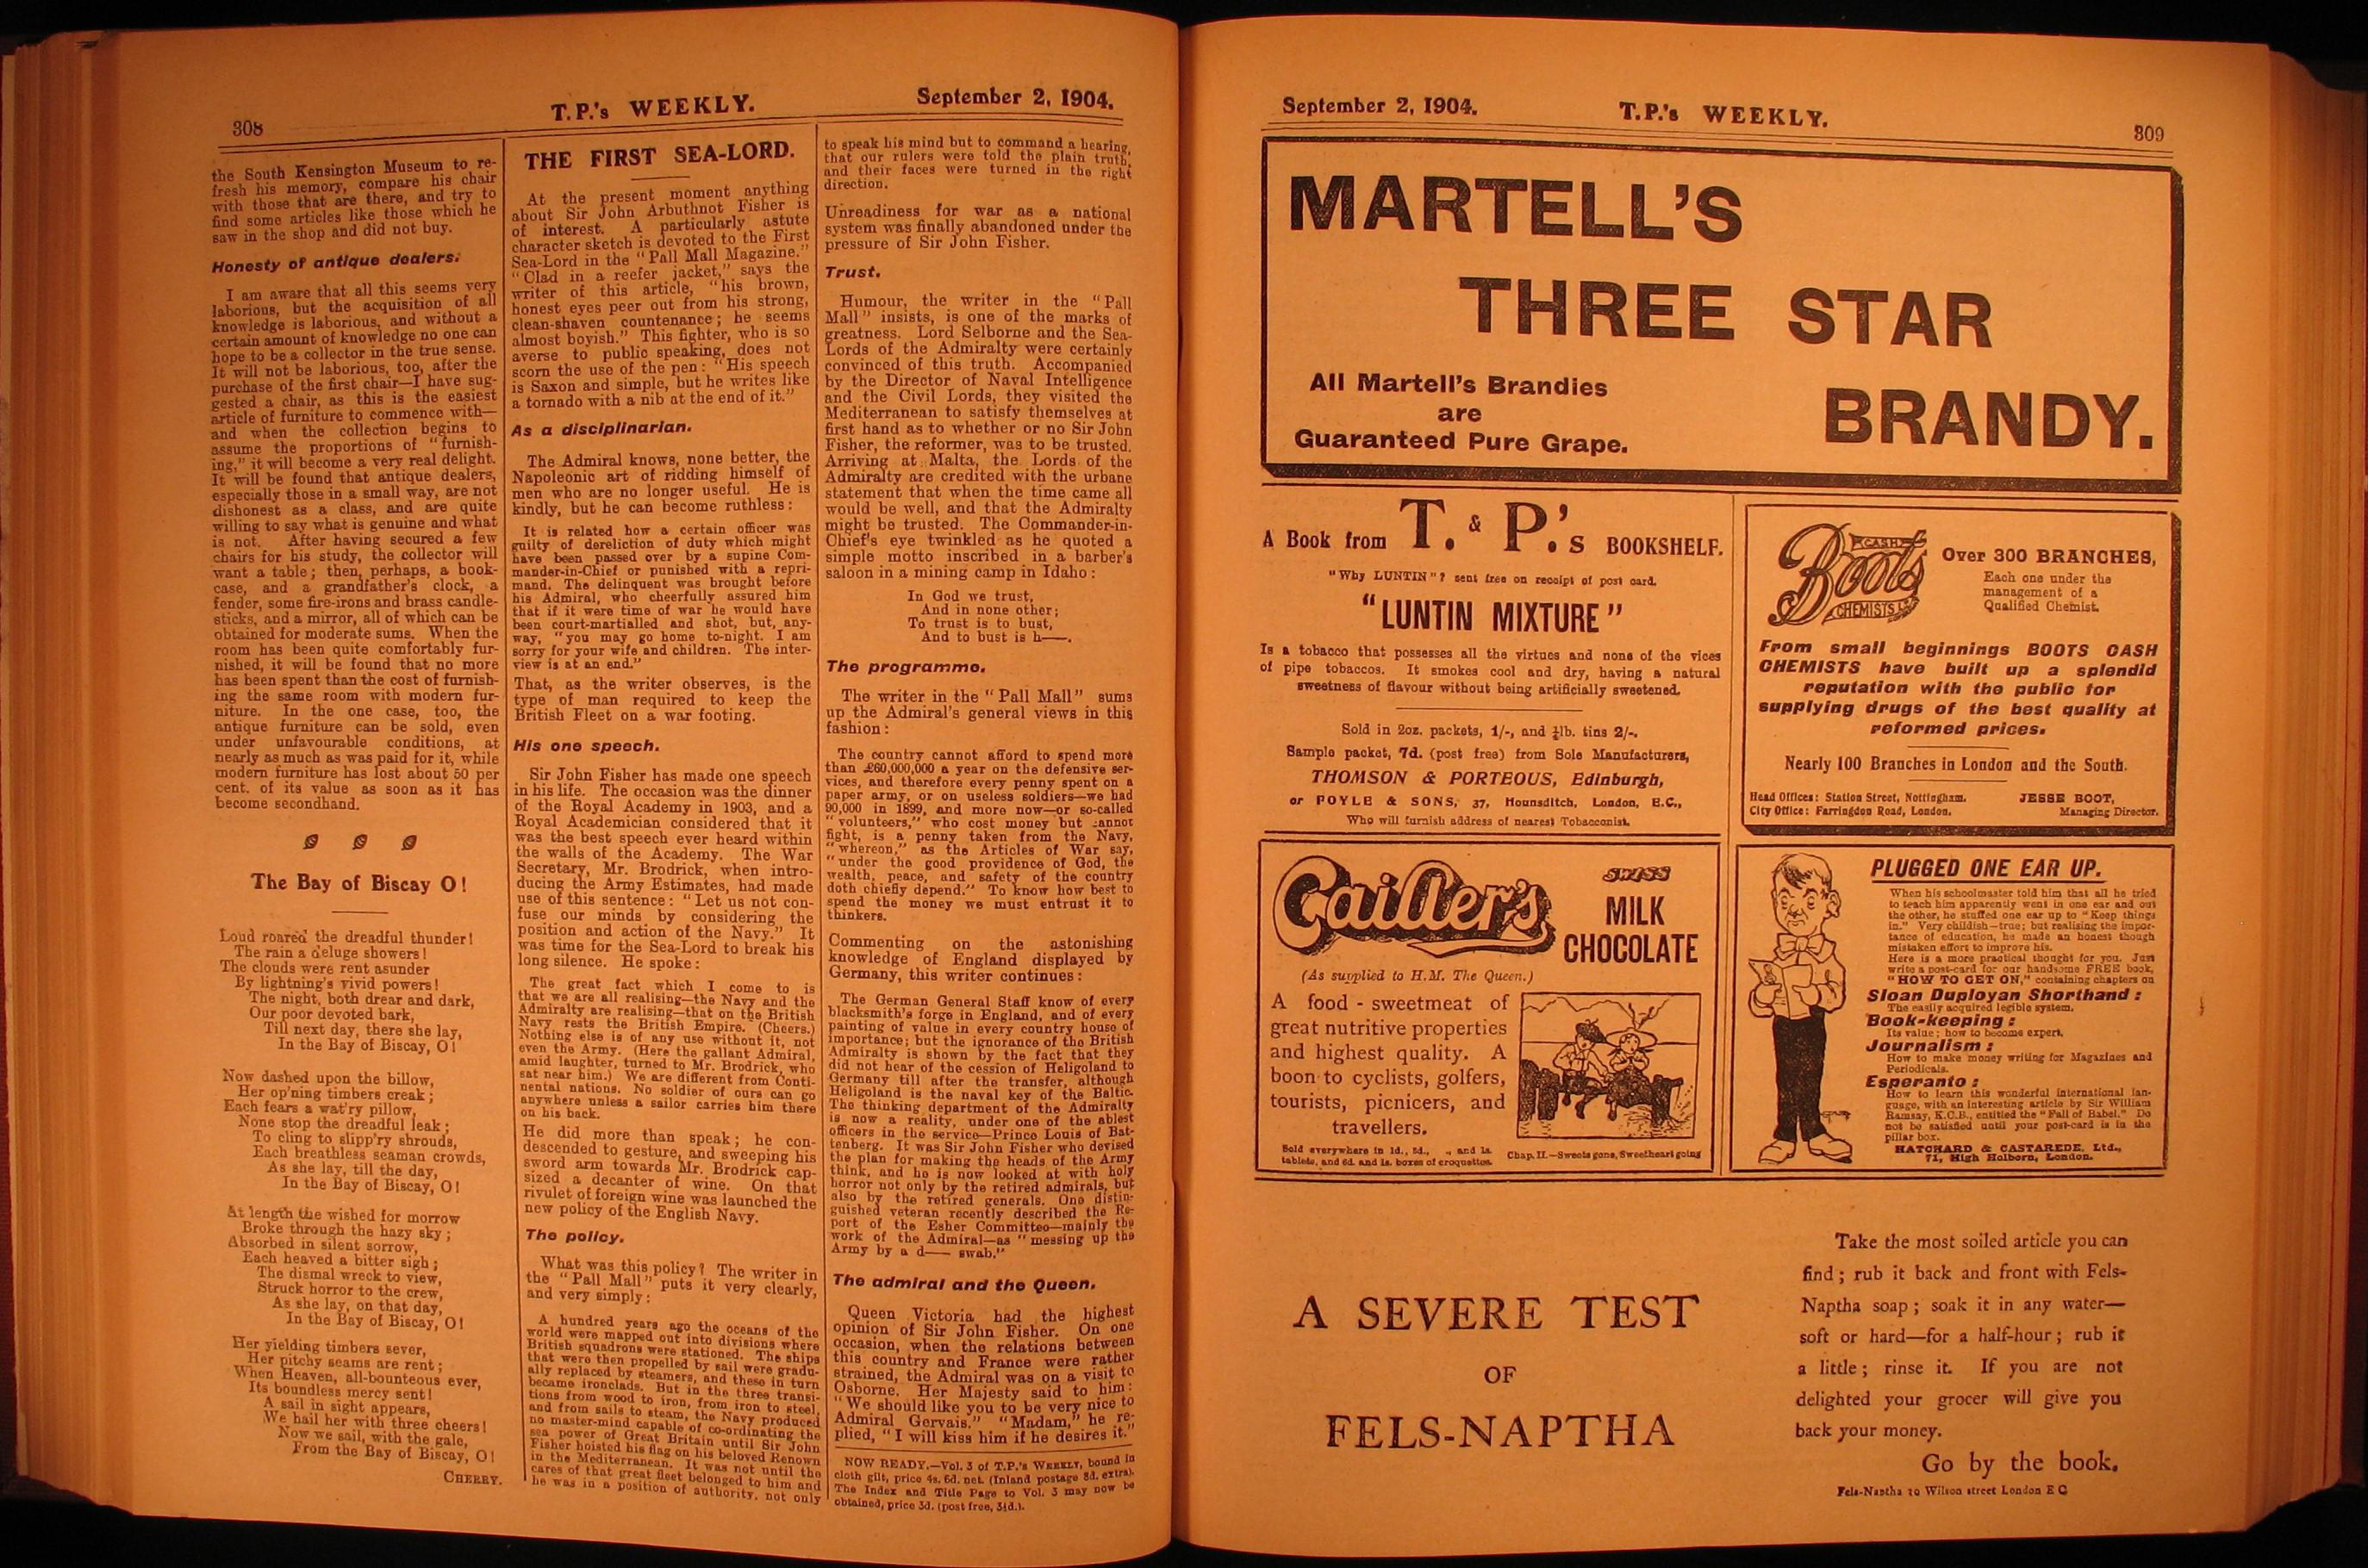 308
T.P.'s WEEKLY.
September 2, 1904.
the South Kensington Museum to re-
fresh his memory, compare his chair
with those that are there, and try to
find some articles like those which he
saw in the shop and did not buy.
Honesty of antique dealers.
I am aware that all this seems very
laborious, but the acquisition of all
knowledge is laborious, and without a
certain amount of knowledge no one can
hope to be a collector in the true sense.
It will not be laborious, too, after the
purchase of the first chair—I have sug-
gested a chair, as this is the easiest
article of furniture to commence with—
and when the collection begins to
assume the proportions of "furnish-
ing," it will become a very real delight.
It will be found that antique dealers,
especially those in a small way, are not
dishonest as a class, and are quite
willing to say what is genuine and what
is not. After having secured a few
chairs for his study, the collector will
want a table; then, perhaps, a book-
case, and a grandfather's clock, a
fender, some fire-irons and brass candle-
sticks, and a mirror, all of which can be
obtained for moderate sums. When the
room has been quite comfortably fur-
nished, it will be found that no more
has been spent than the cost of furnish-
ing the same room with modern fur-
niture. In the one case, too, the
antique furniture can be sold, even
under unfavourable conditions, at
nearly as much as was paid for it, while
modern furniture has lost about 50 per
cent. of its value as soon as it has
become secondhand.
The Bay of Biscay O!
Loud roared the dreadful thunder!
The rain a deluge showers!
The clouds were rent asunder
By lightning's vivid powers!
The night, both drear and dark,
Our poor devoted bark,
Till next day, there she lay,
In the Bay of Biscay, O!
Now dashed upon the billow,
Her op'ning timbers creak;
Each fears a wat'ry pillow,
None stop the dreadful leak;
To cling to slipp'ry shrouds,
Each breathless seaman crowds,
As she lay, till the day,
In the Bay of Biscay, O!
At length the wished for morrow
Broke through the hazy sky;
Absorbed in silent sorrow,
Each heaved a bitter sigh;
The dismal wreck to view,
Struck horror to the crew,
As she lay, on that day,
In the Bay of Biscay, O!
Her yielding timbers sever,
Her pitchy seams are rent;
When Heaven, all-bounteous ever,
Its boundless mercy sent!
A sail in sight appears,
We hail her with three cheers!
Now we sail, with the gale,
From the Bay of Biscay, O!
CHERRY.
THE FIRST SEA-LORD.
At the present moment anything
about Sir John Arbuthnot Fisher is
of interest. A particularly astute
character sketch is devoted to the First
Sea-Lord in the "Pall Mall Magazine."
"Clad in a reefer jacket," says the
writer of this article, "his brown,
honest eyes peer out from his strong,
clean-shaven countenance; he seems
almost boyish." This fighter, who is so
averse to public speaking, does not
scorn the use of the pen: "His speech
is Saxon and simple, but he writes like
a tornado with a nib at the end of it."
As a disciplinarian.
The Admiral knows, none better, the
Napoleonic art of ridding himself of
men who are no longer useful. He is
kindly, but he can become ruthless:
It is related how a certain officer was
guilty of dereliction of duty which might
have been passed over by a supine Com-
mander-in-Chief or punished with a repri-
mand. The delinquent was brought before
his Admiral, who cheerfully assured him
that if it were time of war he would have
been court-martialled and shot, but, any-
way, "you may go home to-night. I am
sorry for your wife and children. The inter-
view is at an end."
That, as the writer observes, is the
type of man required to keep the
British Fleet on a war footing.
His one speech.
Sir John Fisher has made one speech
in his life. The occasion was the dinner
of the Royal Academy in 1903, and a
Royal Academician considered that it
was the best speech ever heard within
the walls of the Academy. The War
Secretary, Mr. Brodrick, when intro-
ducing the Army Estimates, had made
use of this sentence: "Let us not con-
fuse our minds by considering the
position and action of the Navy." It
was time for the Sea-Lord to break his
long silence. He spoke:
The great fact which I come to is
that we are all realising—the Navy and the
Admiralty are realising—that on the British
Navy rests the British Empire. (Cheers.)
Nothing else is of any use without it, not
even the Army. (Here the gallant Admiral,
amid laughter, turned to Mr. Brodrick, who
sat near him.) We are different from Conti-
nental nations. No soldier of ours can go
anywhere unless a sailor carries him there
on his back.
He did more than speak; he con-
descended to gesture, and sweeping his
sword arm towards Mr. Brodrick cap-
sized a decanter of wine. On that
rivulet of foreign wine was launched the
new policy of the English Navy.
The policy.
What was this policy? The writer in
the "Pall Mall" puts it very clearly,
and very simply:
A hundred years ago the oceans of the
world were mapped out into divisions where
British squadrons were stationed. The ships
that were then propelled by sail were gradu-
ally replaced by steamers, and these in turn
became ironclads. But in the three transi-
tions from wood to iron, from iron to steel,
and from sails to steam, the Navy produced
no master-mind capable of co-ordinating the
sea power of Great Britain until Sir John
Fisher hoisted his flag on his beloved Renown
in the Mediterranean. It was not until the
cares of that great fleet belonged to him and
he was in a position of authority, not only
to speak his mind but to command a hearing,
that our rulers were told the plain truth,
and their faces were turned in the right
direction.
Unreadiness for war as a national
system was finally abandoned under the
pressure of Sir John Fisher.
Trust.
Humour, the writer in the "Pall
Mall" insists, is one of the marks of
greatness. Lord Selborne and the Sea-
Lords of the Admiralty were certainly
convinced of this truth. Accompanied
by the Director of Naval Intelligence
and the Civil Lords, they visited the
Mediterranean to satisfy themselves at
first hand as to whether or no Sir John
Fisher, the reformer, was to be trusted.
Arriving at Malta, the Lords of the
Admiralty are credited with the urbane
statement that when the time came all
would be well, and that the Admiralty
might be trusted. The Commander-in-
Chief's eye twinkled as he quoted a
simple motto inscribed in a barber's
saloon in a mining camp in Idaho:
In God we trust,
And in none other;
To trust is to bust,
And to bust is h—.
The programme.
The writer in the "Pall Mall" sums
up the Admiral's general views in this
fashion:
The country cannot afford to spend more
than £60,000,000 a year on the defensive ser-
vices, and therefore every penny spent on a
paper army, or on useless soldiers—we had
90,000 in 1899, and more now—or so-called
"volunteers," who cost money but cannot
fight, is a penny taken from the Navy,
"whereon," as the Articles of War say,
"under the good providence of God, the
wealth, peace, and safety of the country
doth chiefly depend." To know how best to
spend the money we must entrust it to
thinkers.
Commenting on the astonishing
knowledge of England displayed by
Germany, this writer continues:
The German General Staff know of every
blacksmith's forge in England, and of every
painting of value in every country house of
importance; but the ignorance of the British
Admiralty is shown by the fact that they
did not hear of the cession of Heligoland to
Germany till after the transfer, although
Heligoland is the naval key of the Baltic.
The thinking department of the Admiralty
is now a reality, under one of the ablest
officers in the service—Prince Louis of Bat-
tenberg. It was Sir John Fisher who devised
the plan for making the heads of the Army
think, and he is now looked at with holy
horror not only by the retired admirals, but
also by the retired generals. One distin-
guished veteran recently described the Re-
port of the Esher Committee—mainly the
work of the Admiral—as "messing up the
Army by a d— swab."
The admiral and the Queen.
Queen Victoria had the highest
opinion of Sir John Fisher. On one
occasion, when the relations between
this country and France were rather
strained, the Admiral was on a visit to
Osborne. Her Majesty said to him:
"We should like you to be very nice to
Admiral Gervais." "Madam," he re-
plied, "I will kiss him if he desires it."
NOW READY.—Vol. 3 of T.P.'s WEEKLY, bound in
cloth gilt, price 4s. 6d. net. (Inland postage 8d. extra).
The Index and Title Page to Vol. 3 may now be
obtained, price 3d. (post free, 3½d.).
September 2, 1904.
T.P.'s WEEKLY.
309
MARTELL'S
THREE STAR
BRANDY.
All Martell's Brandies
are
Guaranteed Pure Grape.
A Book from T. & P.'s BOOKSHELF.
"Why LUNTIN"? sent free on receipt of post card.
"LUNTIN MIXTURE"
Is a tobacco that possesses all the virtues and none of the vices
of pipe tobaccos. It smokes cool and dry, having a natural
sweetness of flavour without being artificially sweetened.
Sold in 2oz. packets, 1/-, and ¼lb. tins 2/-.
Sample packet, 7d. (post free) from Sole Manufacturers,
THOMSON & PORTEOUS, Edinburgh,
or POYLE & SONS, 37, Hounsditch, London, E.C.,
Who will furnish address of nearest Tobacconist.
Boots
CASH
CHEMISTS
Over 300 BRANCHES,
Each one under the
management of a
Qualified Chemist.
From small beginnings BOOTS CASH
CHEMISTS have built up a splendid
reputation with the public for
supplying drugs of the best quality at
reformed prices.
Nearly 100 Branches in London and the South.
Head Offices: Station Street, Nottingham.
City Office: Farringdon Road, London.
JESSE BOOT,
Managing Director.
Cailler's
SWISS
MILK
CHOCOLATE
(As supplied to H.M. The Queen.)
A food-sweetmeat of
great nutritive properties
and highest quality. A
boon to cyclists, golfers,
tourists, picnicers, and
travellers.
Sold everywhere in 1d., and 1s.
tablets, and 6d. and 1s. boxes of croquettes.
Chap. II.—Sweets gone, Sweetheart going
PLUGGED ONE EAR UP.
When his schoolmaster told him that all he tried
to teach him apparently went in one ear and out
the other, he stuffed one ear up to "Keep things
in." Very childish—true; but realising the impor-
tance of education, he made an honest though
mistaken effort to improve his.
Here is a more practical thought for you. Just
write a post-card for our handsome FREE book,
"HOW TO GET ON," containing chapters on
Sloan Duployan Shorthand:
The easily acquired legible system.
Book-keeping:
Its value; how to become expert.
Journalism:
How to make money writing for Magazines and
Periodicals.
Esperanto:
How to learn this wonderful international lan-
guage, with an interesting article by Sir William
Ramsay, K.C.B., entitled the "Fall of Babel." Do
not be satisfied until your post-card is in the
pillar box.
HATCHARD & CASTAREDE, Ltd.,
71, High Holborn, London.
A SEVERE TEST
OF
FELS-NAPTHA
Take the most soiled article you can
find; rub it back and front with Fels-
Naptha soap; soak it in any water—
soft or hard—for a half-hour; rub it
a little; rinse it. If you are not
delighted your grocer will give you
back your money.
Go by the book.
Fels-Naptha 39 Wilson street London E C